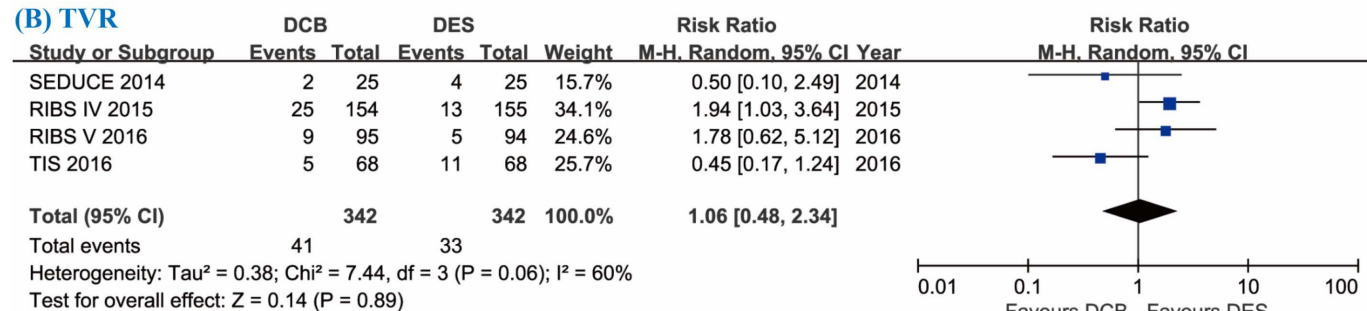 (B) TVR
DCB DES Risk Ratio Risk Ratio
Study or Subgroup Events Total Events Total Weight M-H, Random, 95% CI Year M-H, Random, 95% CI
SEDUCE 2014 2 25 4 25 15.7% 0.50 [0.10, 2.49] 2014
RIBS IV 2015 25 154 13 155 34.1% 1.94 [1.03, 3.64] 2015
RIBS V 2016 9 95 5 94 24.6% 1.78 [0.62, 5.12] 2016
TIS 2016 5 68 11 68 25.7% 0.45 [0.17, 1.24] 2016
Total (95% CI) 342 342 100.0% 1.06 [0.48, 2.34]
Total events 41 33
Heterogeneity: Tau² = 0.38; Chi² = 7.44, df = 3 (P = 0.06); I² = 60%
Test for overall effect: Z = 0.14 (P = 0.89)
0.01 0.1 1 10 100
Favours DCB Favours DES